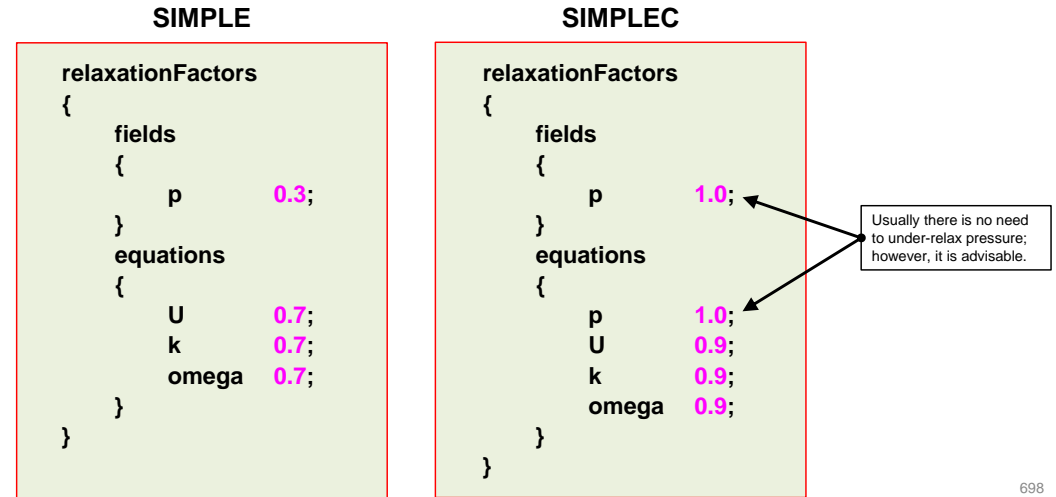 SIMPLE
relaxationFactors
{
fields
{
p 0.3;
}
equations
{
U 0.7;
k 0.7;
omega 0.7;
}
}
SIMPLEC
relaxationFactors
{
fields
{
p 1.0;
}
equations
{
p 1.0;
U 0.9;
k 0.9;
omega 0.9;
}
}
Usually there is no need
to under-relax pressure;
however, it is advisable.
698